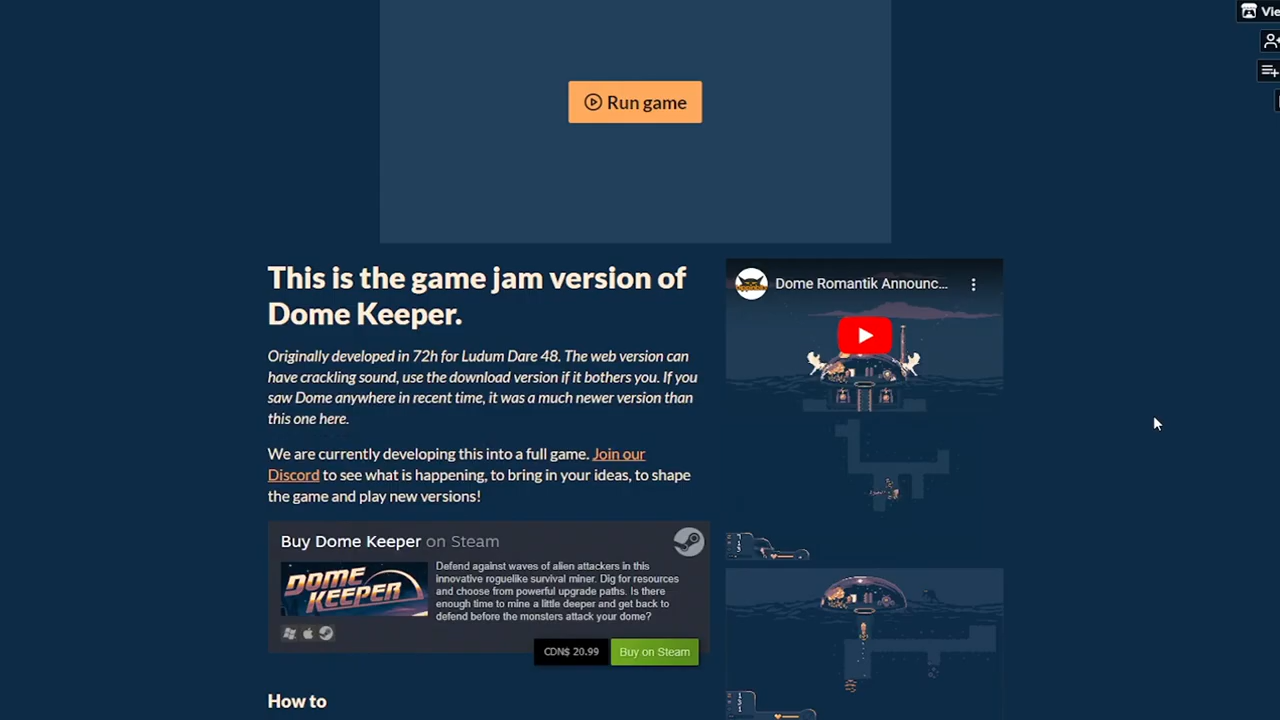 Vie
Run game
This is the game jam version of
Dome Keeper.
Originally developed in 72h for Ludum Dare 48. The web version can
have crackling sound, use the download version if it bothers you. If you
saw Dome anywhere in recent time, it was a much newer version than
this one here.
We are currently developing this into a full game. Join our
Discord to see what is happening, to bring in your ideas, to shape
the game and play new versions!
Buy Dome Keeper on Steam
DOME
KEEPER
Defend against waves of alien attackers in this
innovative roguelike survival miner. Dig for resources
and choose from powerful upgrade paths. Is there
enough time to mine a little deeper and get back to
defend before the monsters attack your dome?
CDN$ 20.99
Buy on Steam
How to
Dome Romantik Announc...